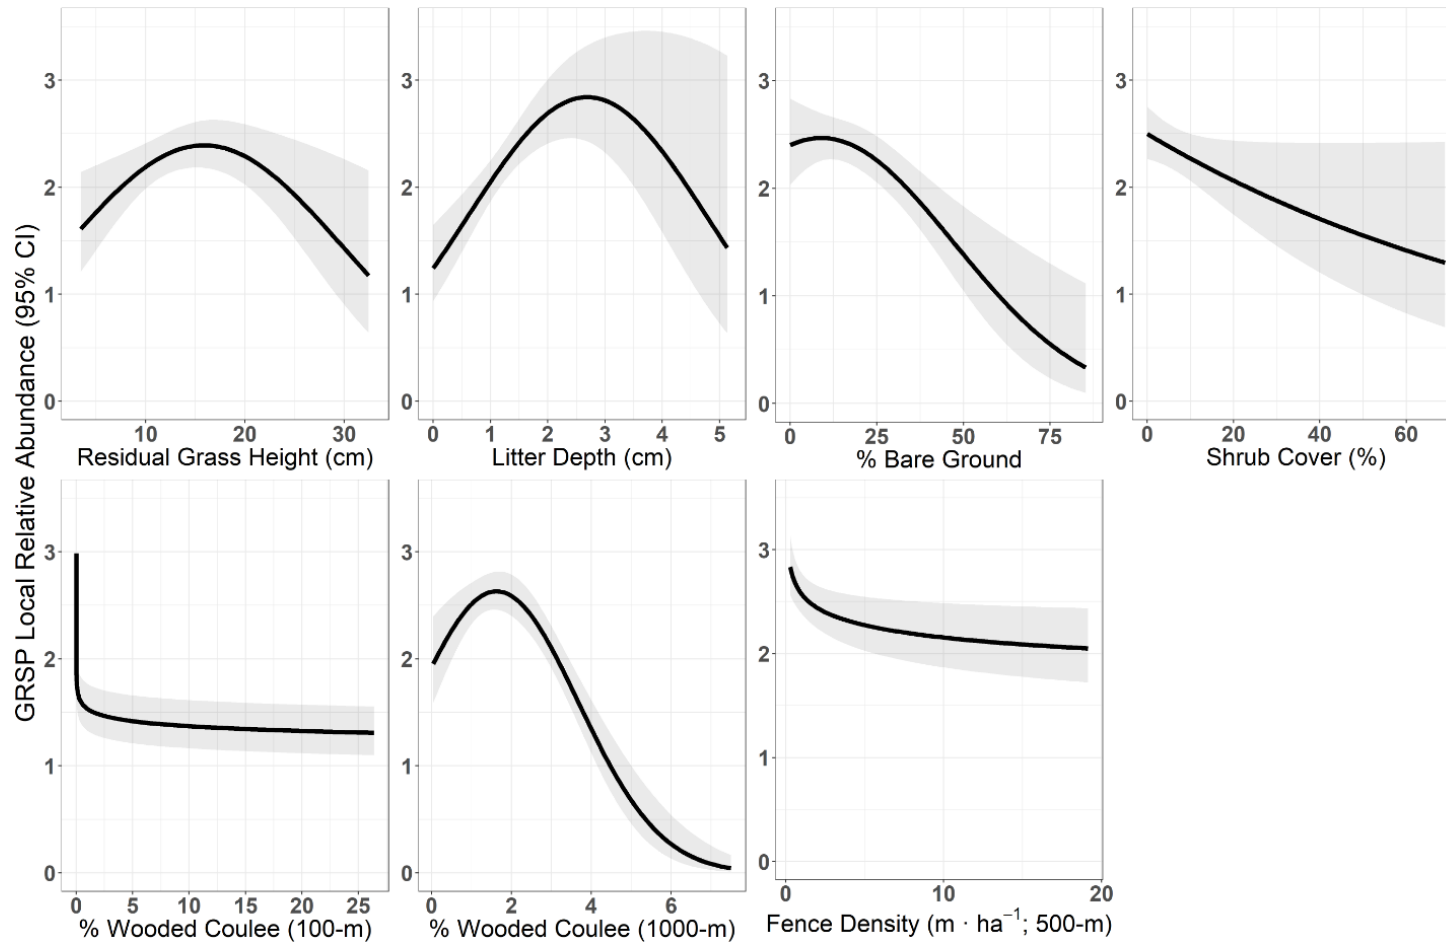 GRSP Local Relative Abundance (95% CI)
3
2
1
0
10 20 30
Residual Grass Height (cm)
3
2
1
0
0 1 2 3 4 5
Litter Depth (cm)
3
2
1
0
0 25 50 75
% Bare Ground
3
2
1
0
0 20 40 60
Shrub Cover (%)
3
2
1
0
0 5 10 15 20 25
% Wooded Coulee (100-m)
3
2
1
0
0 2 4 6
% Wooded Coulee (1000-m)
3
2
1
0
0 10 20
Fence Density (m · ha⁻¹; 500-m)